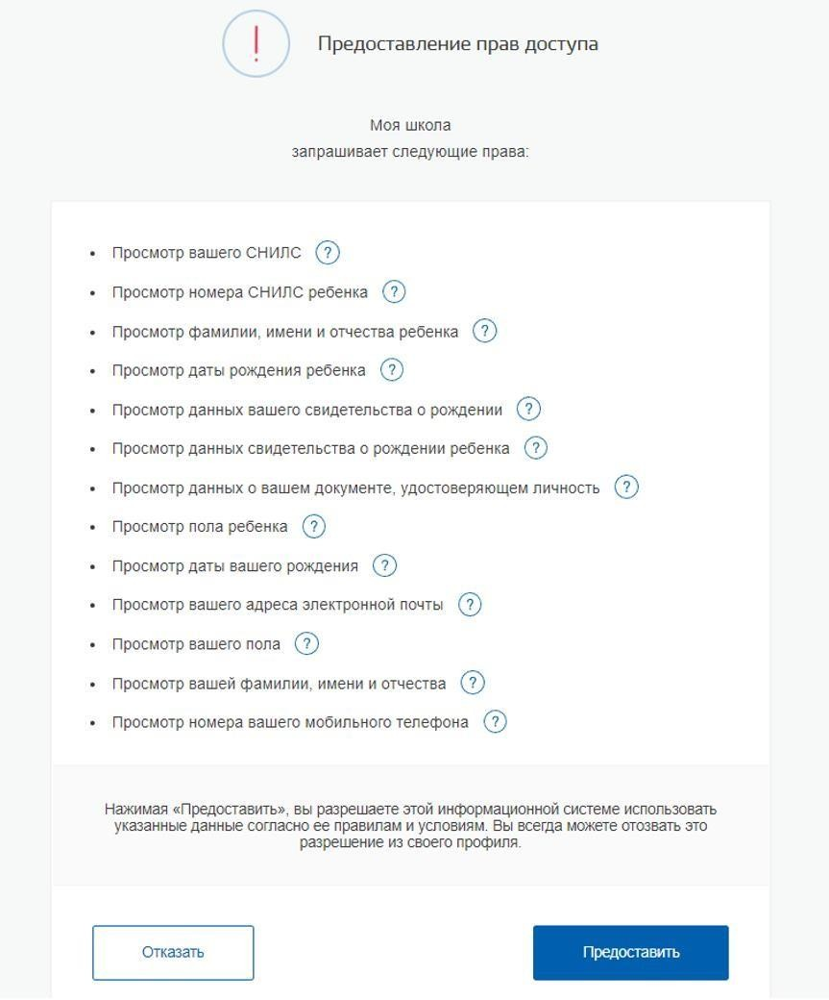 Предоставление прав доступа
Моя школа
запрашивает следующие права:
• Просмотр вашего СНИЛС ?
• Просмотр номера СНИЛС ребенка ?
• Просмотр фамилии, имени и отчества ребенка ?
• Просмотр даты рождения ребенка ?
• Просмотр данных вашего свидетельства о рождении ?
• Просмотр данных свидетельства о рождении ребенка ?
• Просмотр данных о вашем документе, удостоверяющем личность ?
• Просмотр пола ребенка ?
• Просмотр даты вашего рождения ?
• Просмотр вашего адреса электронной почты ?
• Просмотр вашего пола ?
• Просмотр вашей фамилии, имени и отчества ?
• Просмотр номера вашего мобильного телефона ?
Нажимая «Предоставить», вы разрешаете этой информационной системе использовать
указанные данные согласно ее правилам и условиям. Вы всегда можете отозвать это
разрешение из своего профиля.
Отказать
Предоставить